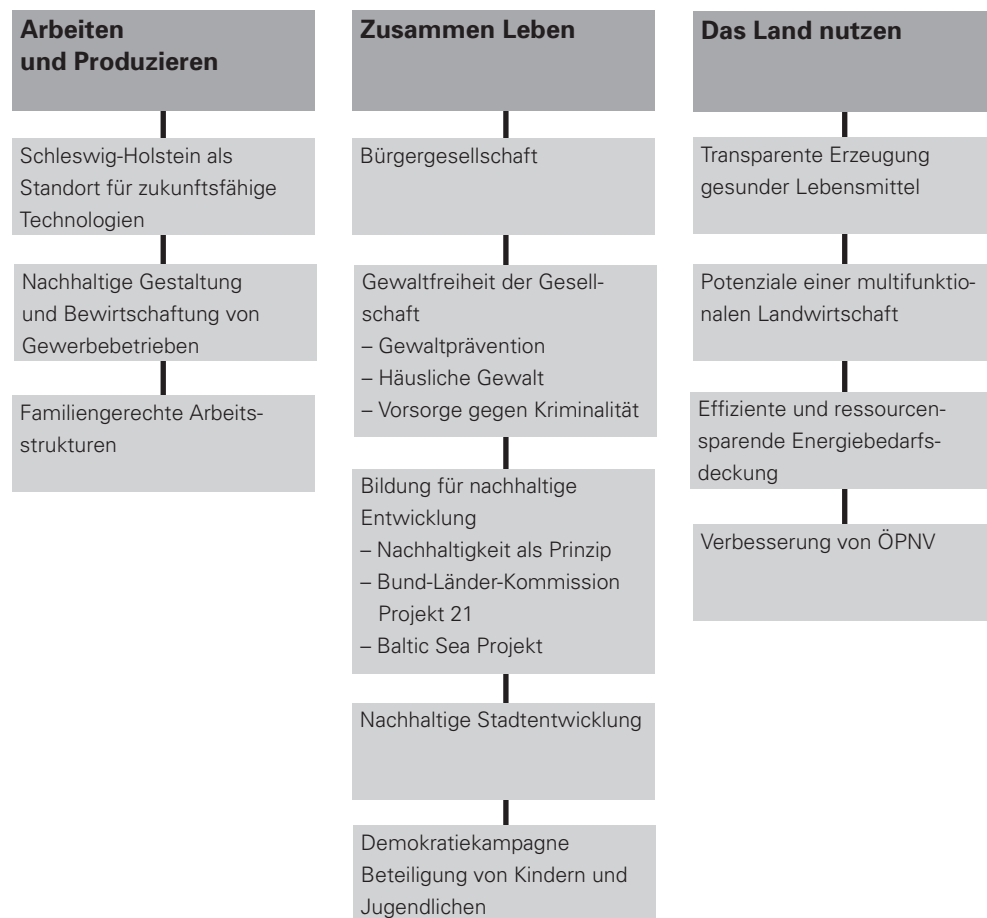 Arbeiten
und Produzieren
Schleswig-Holstein als
Standort für zukunftsfähige
Technologien
Nachhaltige Gestaltung
und Bewirtschaftung von
Gewerbebetrieben
Familiengerechte Arbeits-
strukturen
Zusammen Leben
Bürgergesellschaft
Gewaltfreiheit der Gesell-
schaft
– Gewaltprävention
– Häusliche Gewalt
– Vorsorge gegen Kriminalität
Bildung für nachhaltige
Entwicklung
– Nachhaltigkeit als Prinzip
– Bund-Länder-Kommission
Projekt 21
– Baltic Sea Projekt
Nachhaltige Stadtentwicklung
Demokratiekampagne
Beteiligung von Kindern und
Jugendlichen
Das Land nutzen
Transparente Erzeugung
gesunder Lebensmittel
Potenziale einer multifunktio-
nalen Landwirtschaft
Effiziente und ressourcen-
sparende Energiebedarfs-
deckung
Verbesserung von ÖPNV